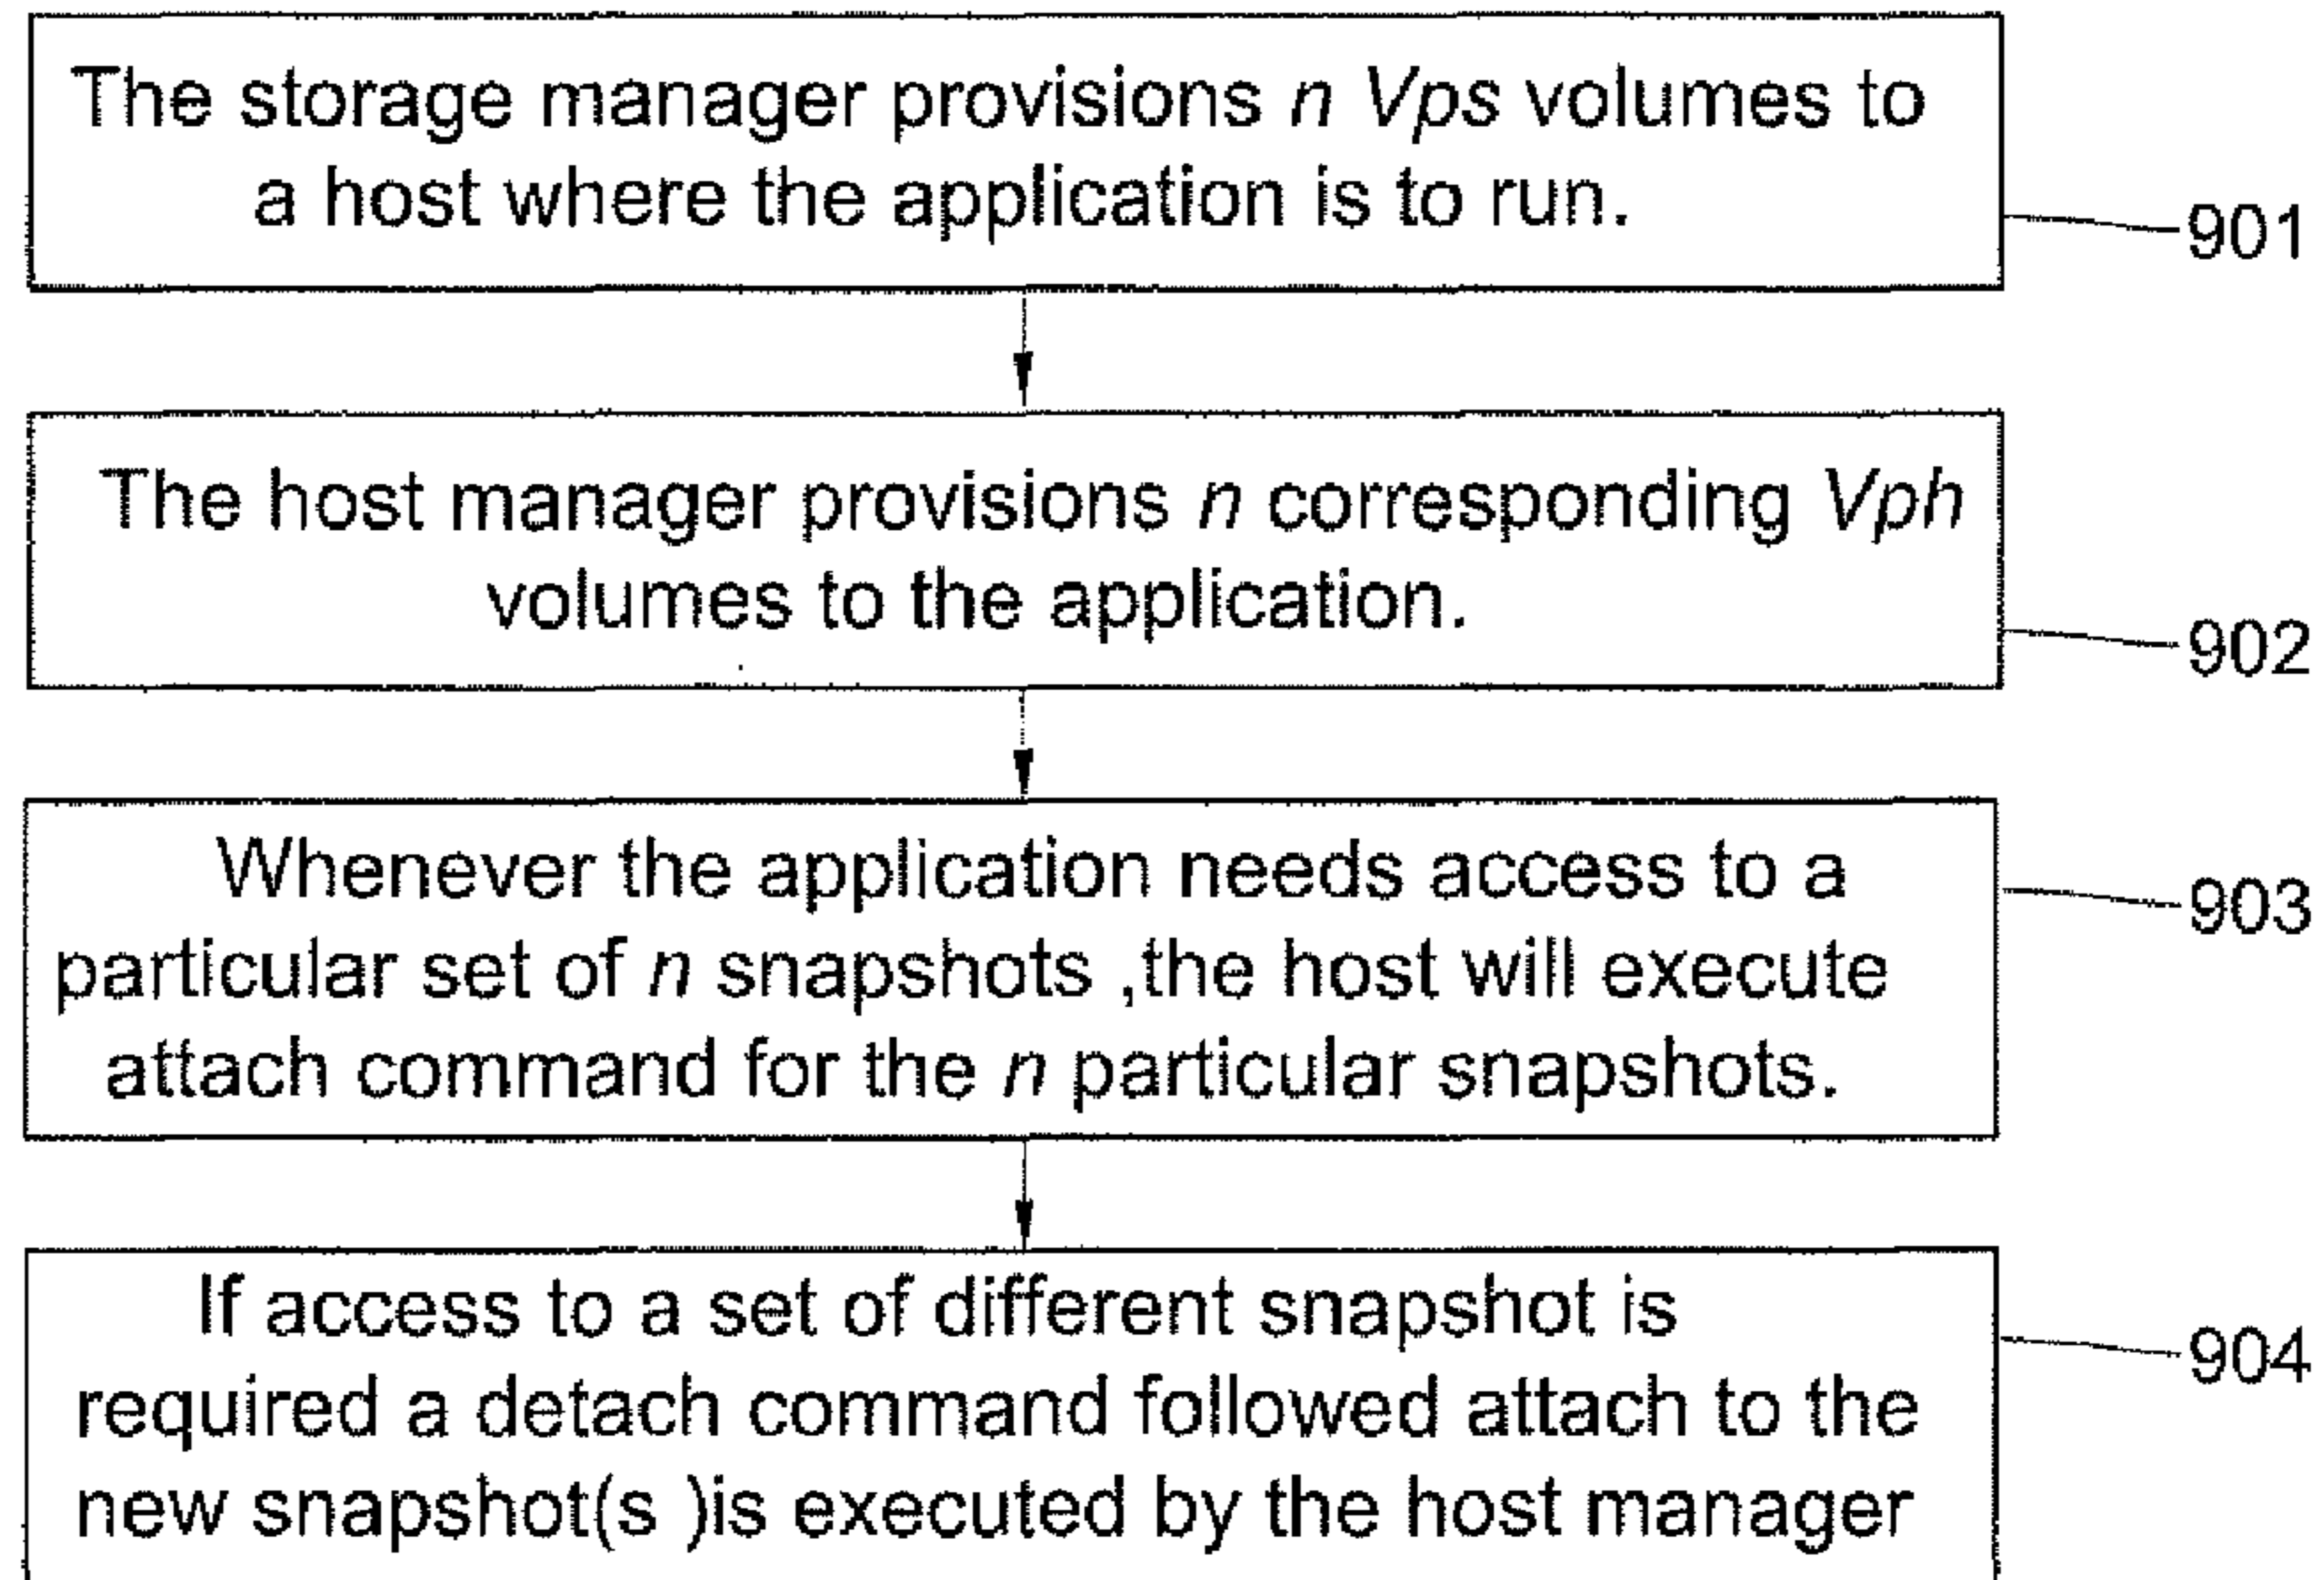 The storage manager provisions n Vps volumes to
a host where the application is to run.
901
The host manager provisions n corresponding Vph
volumes to the application.
902
Whenever the application needs access to a
particular set of n snapshots ,the host will execute
attach command for the n particular snapshots.
903
If access to a set of different snapshot is
required a detach command followed attach to the
new snapshot(s )is executed by the host manager
904